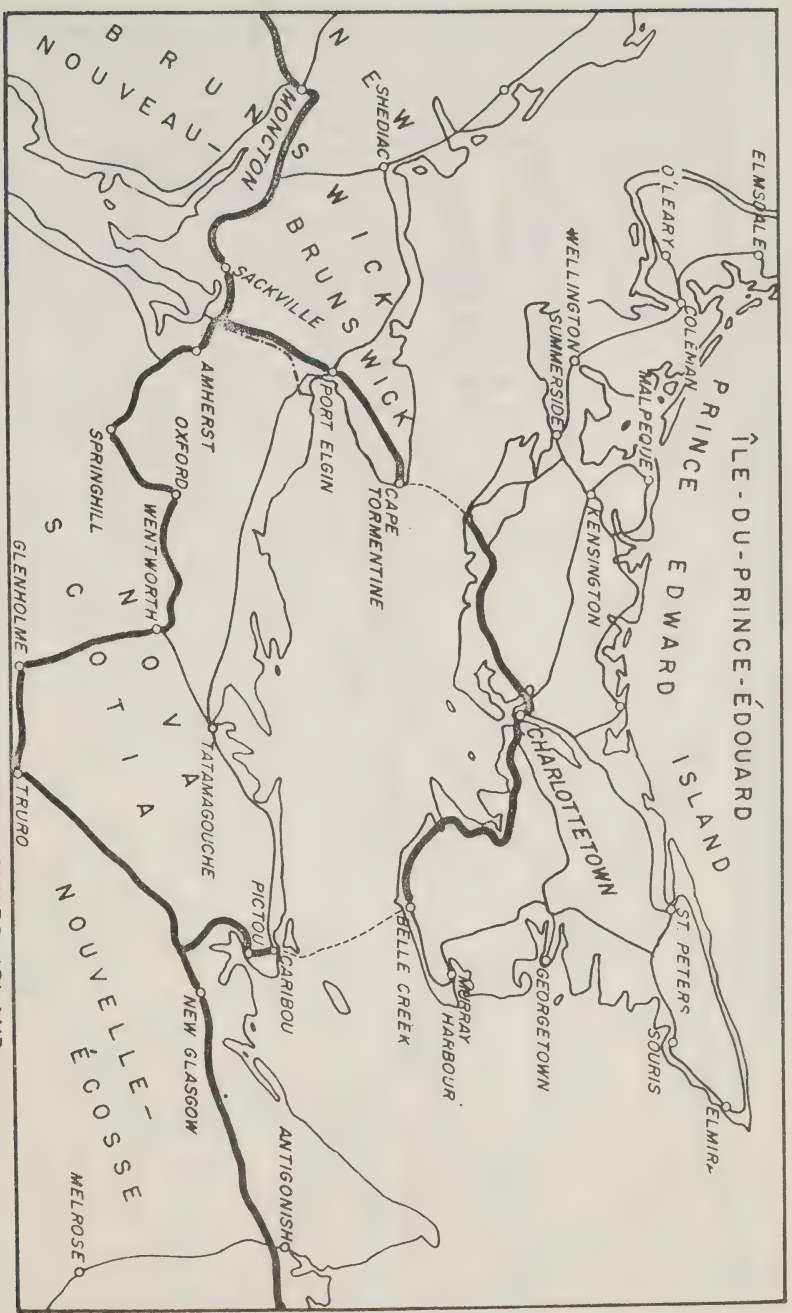 ÎLE-DU-PRINCE-ÉDOUARD
PRINCE EDWARD ISLAND
ELMSDALE
O'LEARY
COLEMAN
WELLINGTON
MALPEQUE
SUMMERSIDE
KENSINGTON
CHARLOTTETOWN
ST. PETERS
SOURIS
ELMIRA
GEORGETOWN
MURRAY
HARBOUR
BELLE CREEK
NEW
BRUNSWICK
NOUVEAU-
BRUNSWICK
SHEDIAC
MONCTON
SACKVILLE
PORT ELGIN
CAPE
TORMENTINE
AMHERST
SPRINGHILL
OXFORD
WENTWORTH
GLENHOLME
TRURO
TATAMAGOUCHE
NOVA
SCOTIA
PICTOU
CARIBOU
NEW GLASGOW
NOUVELLE-
ÉCOSSE
ANTIGONISH
MELROSE